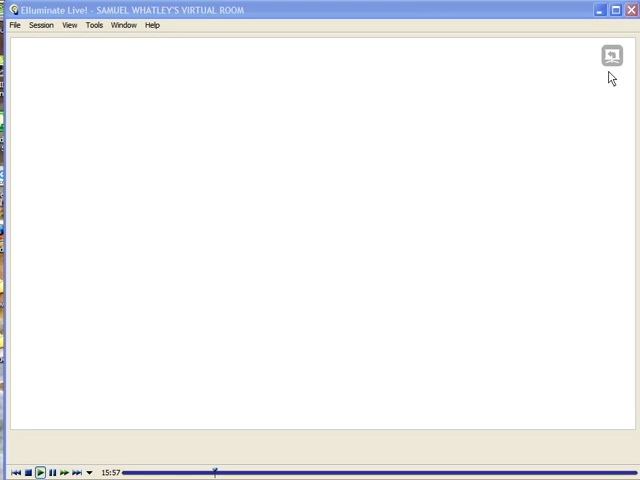 Elluminate Live! - SAMUEL WHATLEY'S VIRTUAL ROOM
File Session View Tools Window Help
15:57